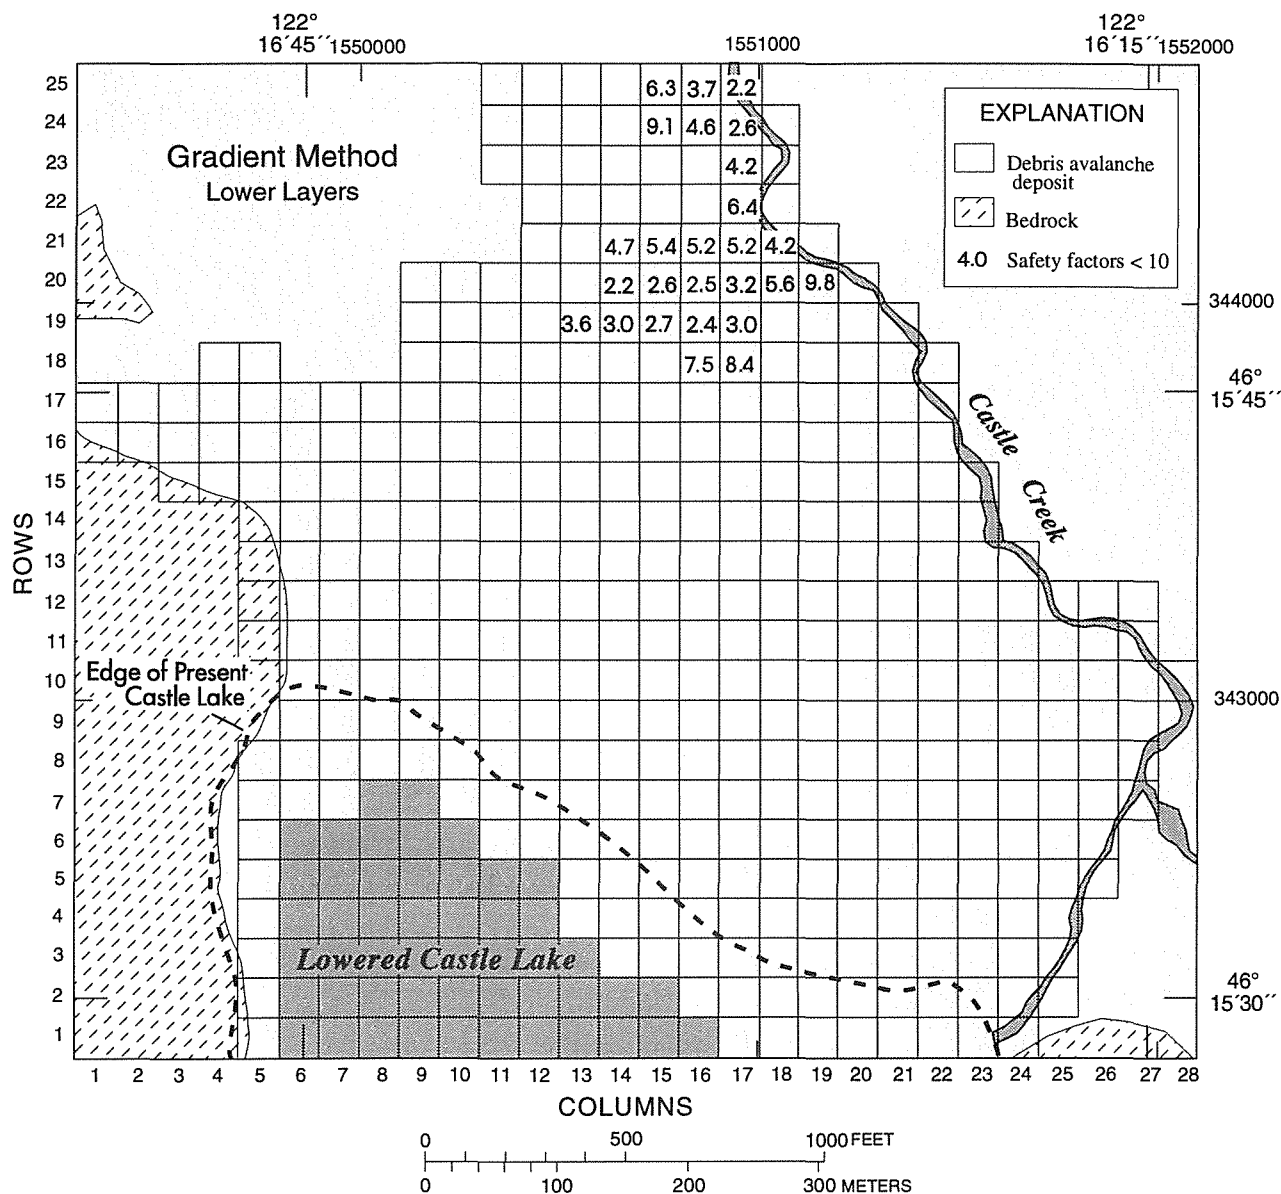 122°
16´45´´ 1550000
1551000
122°
16´15´´ 1552000
25 6.3 3.7 2.2
24 9.1 4.6 2.6
23 4.2
22 6.4
21 4.7 5.4 5.2 5.2 4.2
20 2.2 2.6 2.5 3.2 5.6 9.8
19 3.6 3.0 2.7 2.4 3.0
18 7.5 8.4
17
16
15
14
13
12
11
10
9
8
7
6
5
4
3
2
1
ROWS
Gradient Method
Lower Layers
EXPLANATION
Debris avalanche
deposit
Bedrock
4.0 Safety factors < 10
344000
46°
15´45´´
Castle Creek
Edge of Present
Castle Lake
343000
Lowered Castle Lake
46°
15´30´´
1 2 3 4 5 6 7 8 9 10 11 12 13 14 15 16 17 18 19 20 21 22 23 24 25 26 27 28
COLUMNS
0 500 1000 FEET
0 100 200 300 METERS